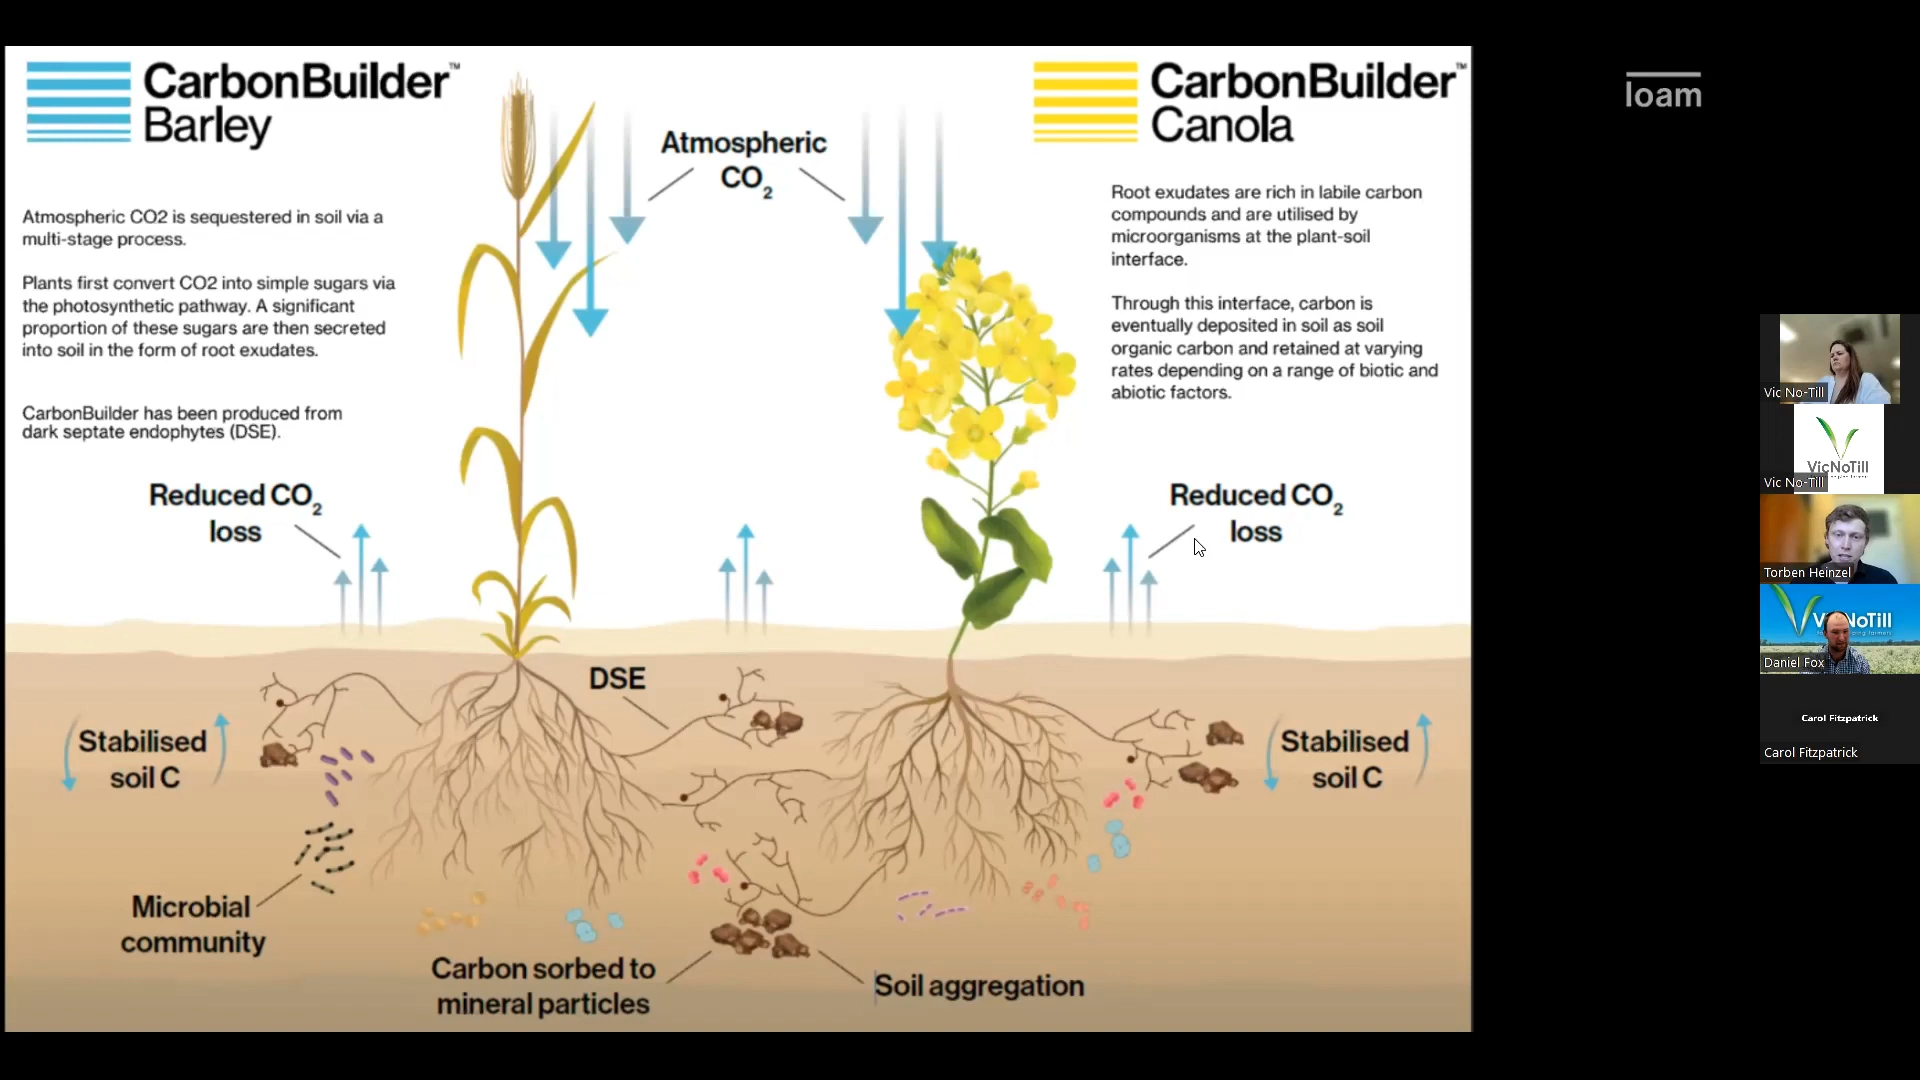 CarbonBuilder™
Barley
Atmospheric CO2 is sequestered in soil via a
multi-stage process.
Plants first convert CO2 into simple sugars via
the photosynthetic pathway. A significant
proportion of these sugars are then secreted
into soil in the form of root exudates.
CarbonBuilder has been produced from
dark septate endophytes (DSE).
Atmospheric
CO₂
CarbonBuilder™
Canola
Root exudates are rich in labile carbon
compounds and are utilised by
microorganisms at the plant-soil
interface.
Through this interface, carbon is
eventually deposited in soil as soil
organic carbon and retained at varying
rates depending on a range of biotic and
abiotic factors.
Reduced CO₂
loss
Reduced CO₂
loss
DSE
Stabilised
soil C
Stabilised
soil C
Microbial
community
Carbon sorbed to
mineral particles
Soil aggregation
loam
Vic No-Till
VicNoTill
Vic No-Till
Torben Heinzel
Daniel Fox
Carol Fitzpatrick
Carol Fitzpatrick